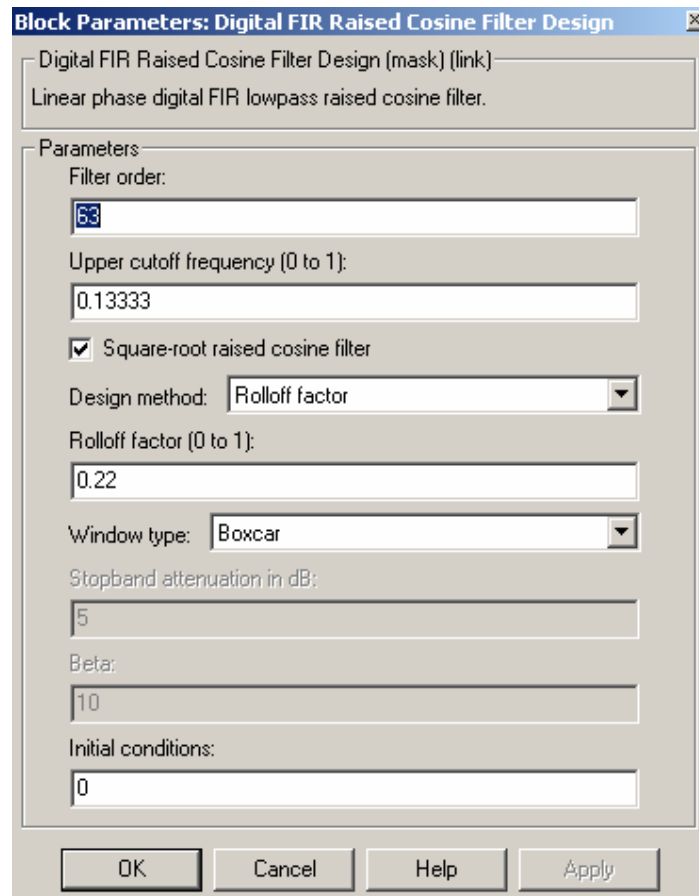 Block Parameters: Digital FIR Raised Cosine Filter Design
Digital FIR Raised Cosine Filter Design (mask) (link)
Linear phase digital FIR lowpass raised cosine filter.
Parameters
Filter order:
63
Upper cutoff frequency (0 to 1):
0.13333
Square-root raised cosine filter
Design method: Rolloff factor
Rolloff factor (0 to 1):
0.22
Window type: Boxcar
Stopband attenuation in dB:
5
Beta:
10
Initial conditions:
0
OK Cancel Help Apply